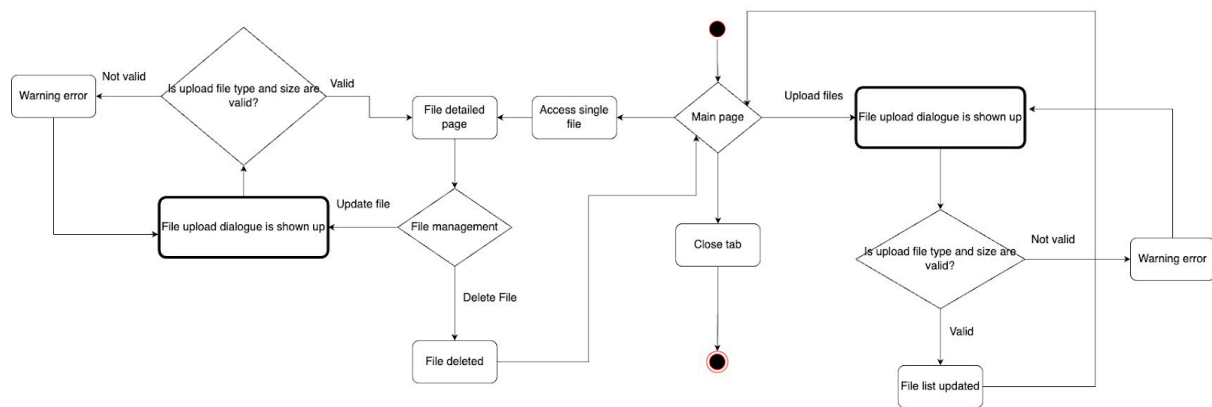 Not valid
Warning error
Is upload file type and size are
valid?
Valid
File detailed
page
Access single
file
Main page
Upload files
File upload dialogue is shown up
Update file
File upload dialogue is shown up
File management
Close tab
Is upload file type and size are
valid?
Not valid
Warning error
Delete File
Valid
File deleted
File list updated